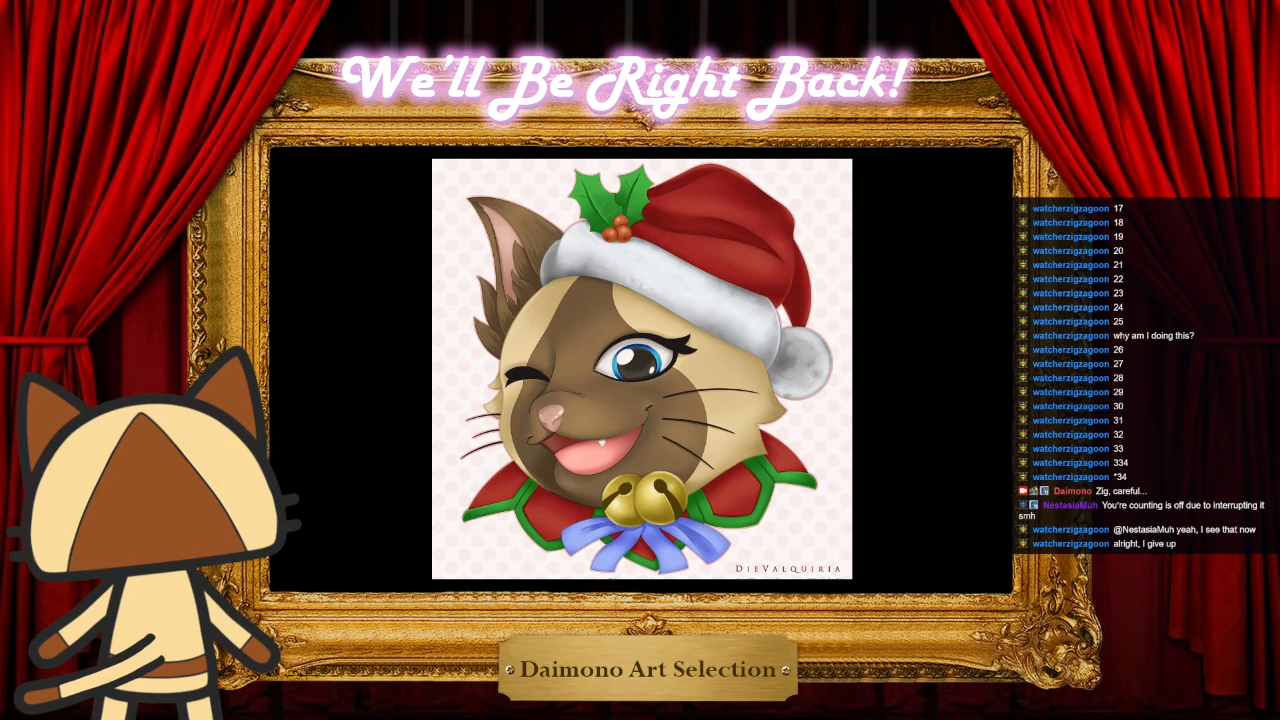 We'll Be Right Back!
watcherzigzagoon 17
watcherzigzagoon 18
watcherzigzagoon 19
watcherzigzagoon 20
watcherzigzagoon 21
watcherzigzagoon 22
watcherzigzagoon 23
watcherzigzagoon 24
watcherzigzagoon 25
watcherzigzagoon why am I doing this?
watcherzigzagoon 26
watcherzigzagoon 27
watcherzigzagoon 28
watcherzigzagoon 29
watcherzigzagoon 30
watcherzigzagoon 31
watcherzigzagoon 32
watcherzigzagoon 33
watcherzigzagoon 334
watcherzigzagoon *34
Daimono Zig, careful...
NestasiaMuh You're counting is off due to interrupting it
smh
watcherzigzagoon @NestasiaMuh yeah, I see that now
watcherzigzagoon alright, I give up
DieValquiria
Daimono Art Selection